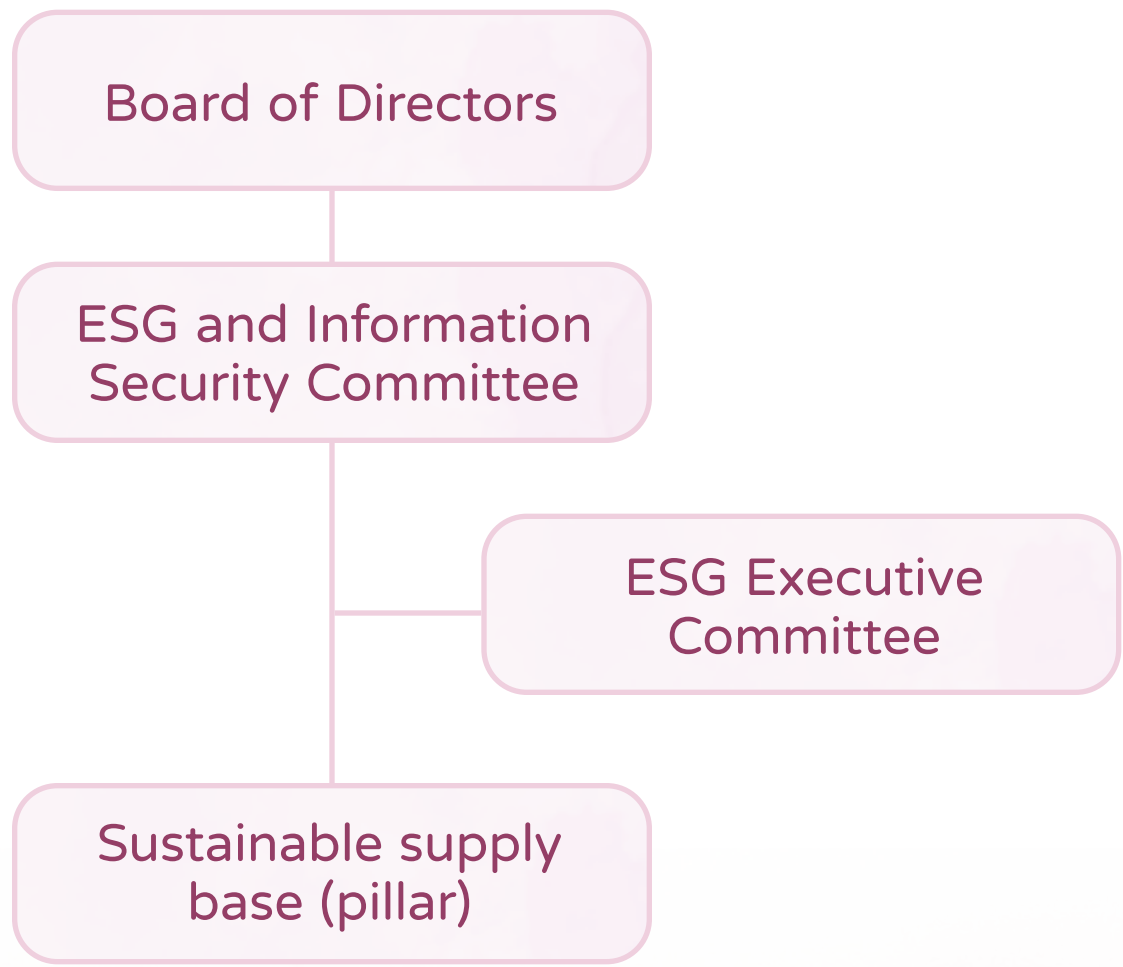 Board of Directors
ESG and Information
Security Committee
ESG Executive
Committee
Sustainable supply
base (pillar)